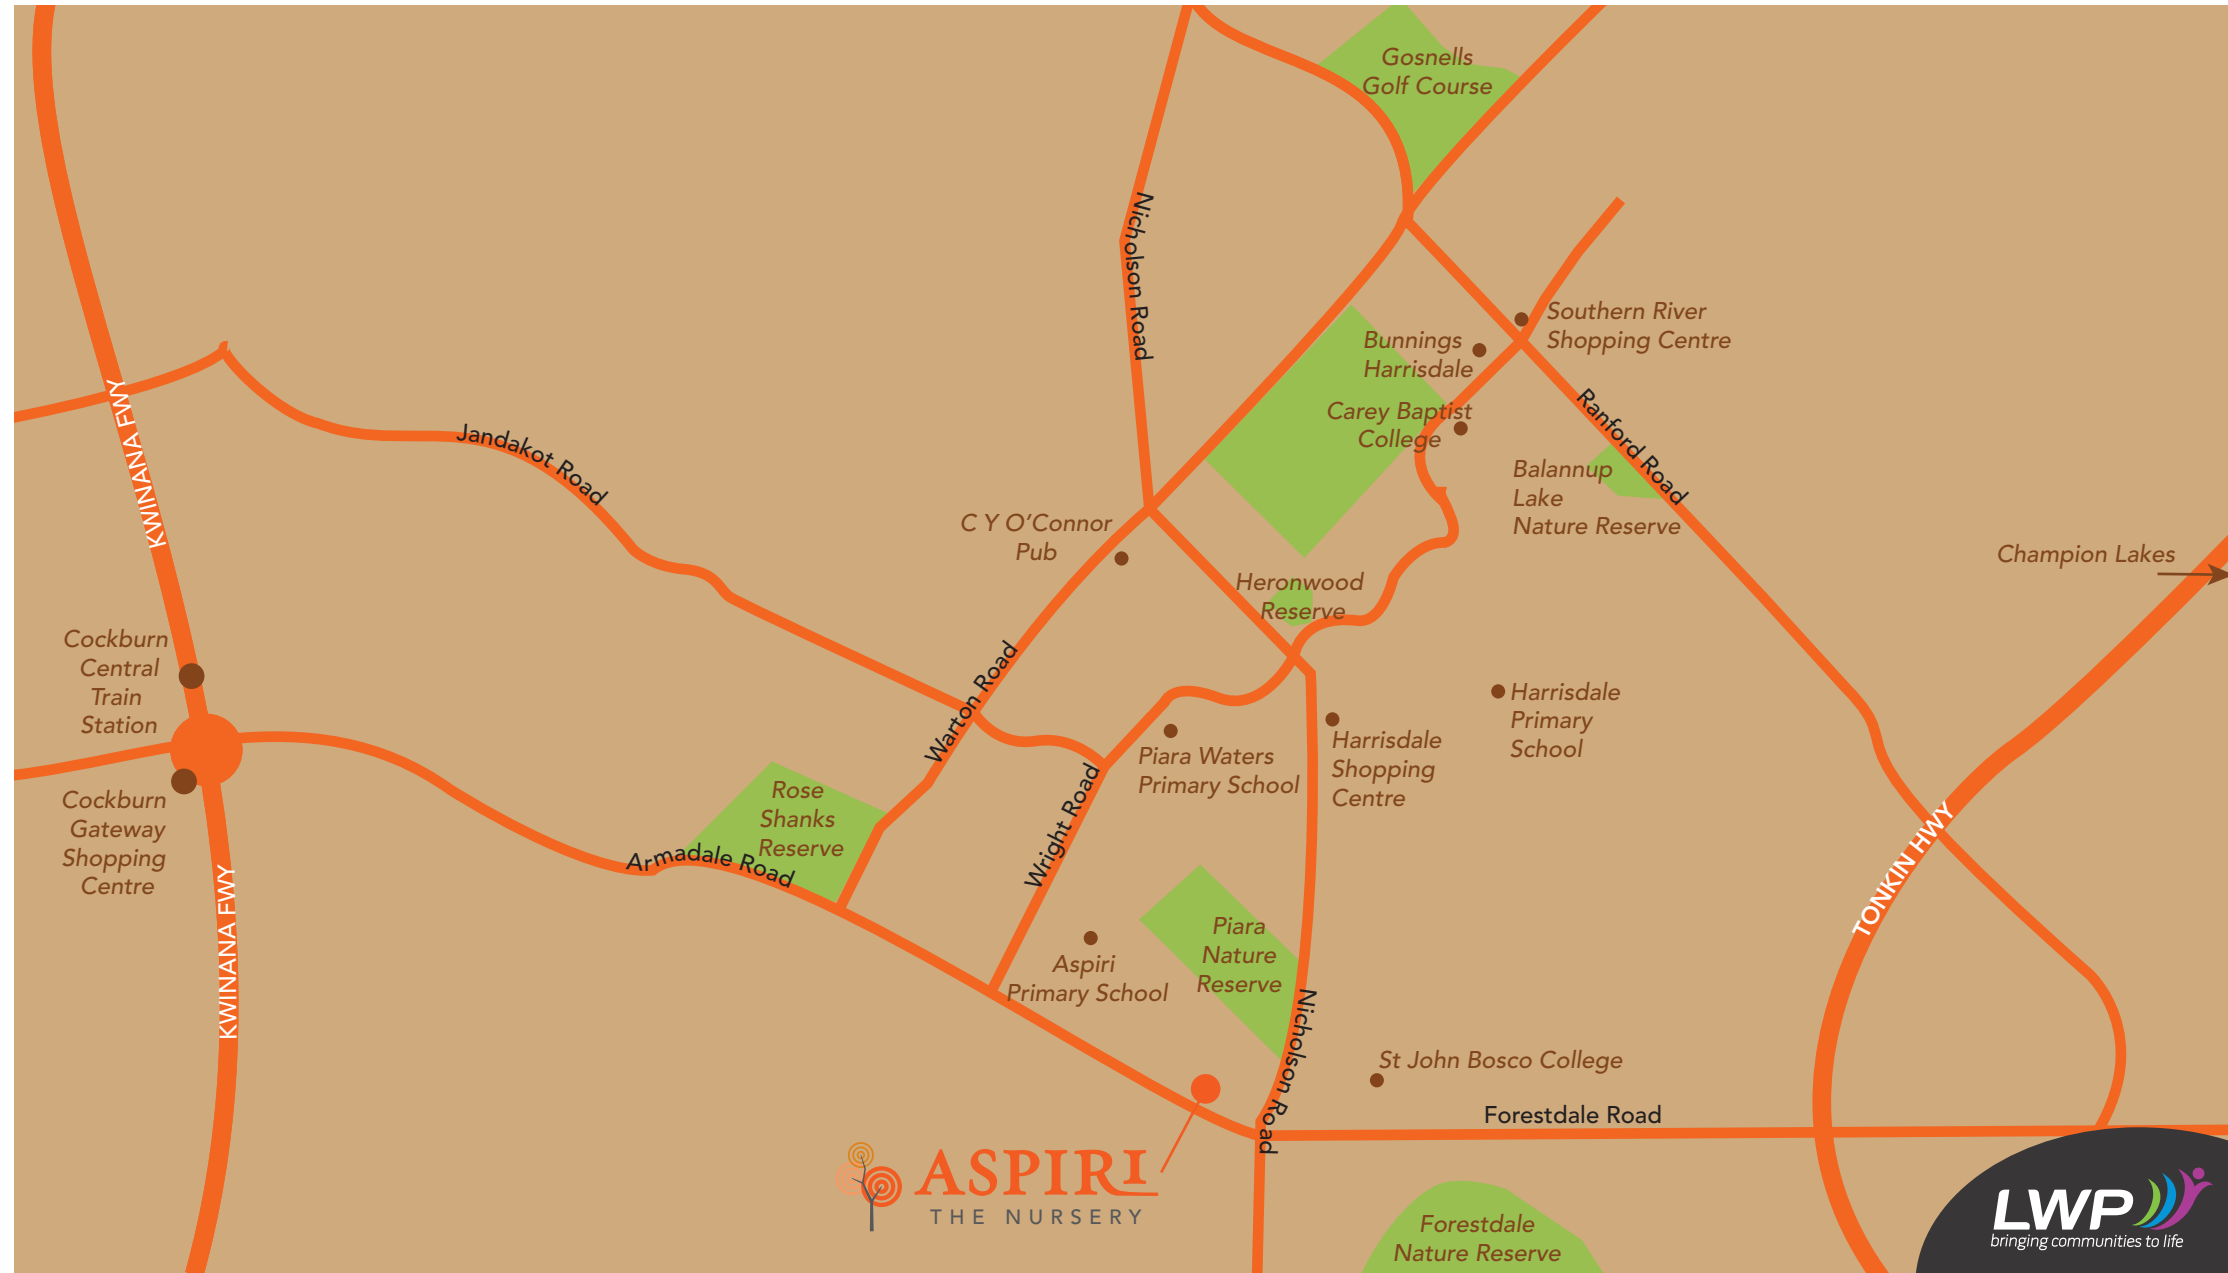 Gosnells
Golf Course
Nicholson Road
Southern River
Shopping Centre
Bunnings
Harrisdale
Carey Baptist
College
Ranford Road
KWINANA FWY
Jandakot Road
Balannup
Lake
Nature Reserve
C Y O’Connor
Pub
Champion Lakes
Heronwood
Reserve
Cockburn
Central
Train
Station
Warton Road
Harrisdale
Primary
School
Harrisdale
Shopping
Centre
Piara Waters
Primary School
Wright Road
Rose
Shanks
Reserve
Armadale Road
Cockburn
Gateway
Shopping
Centre
KWINANA FWY
TONKIN HWY
Piara
Nature
Reserve
Aspiri
Primary School
Nicholson Road
St John Bosco College
Forestdale Road
ASPIRI
THE NURSERY
Forestdale
Nature Reserve
LWP
bringing communities to life